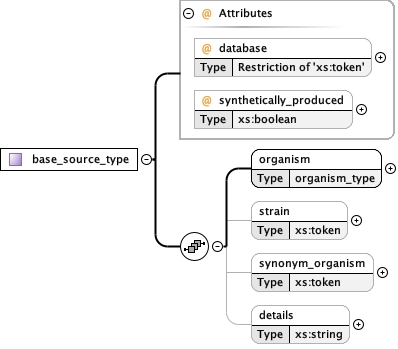 @ Attributes
@ database
Type Restriction of 'xs:token'
@ synthetically_produced
Type xs:boolean
base_source_type
organism
Type organism_type
strain
Type xs:token
synonym_organism
Type xs:token
details
Type xs:string